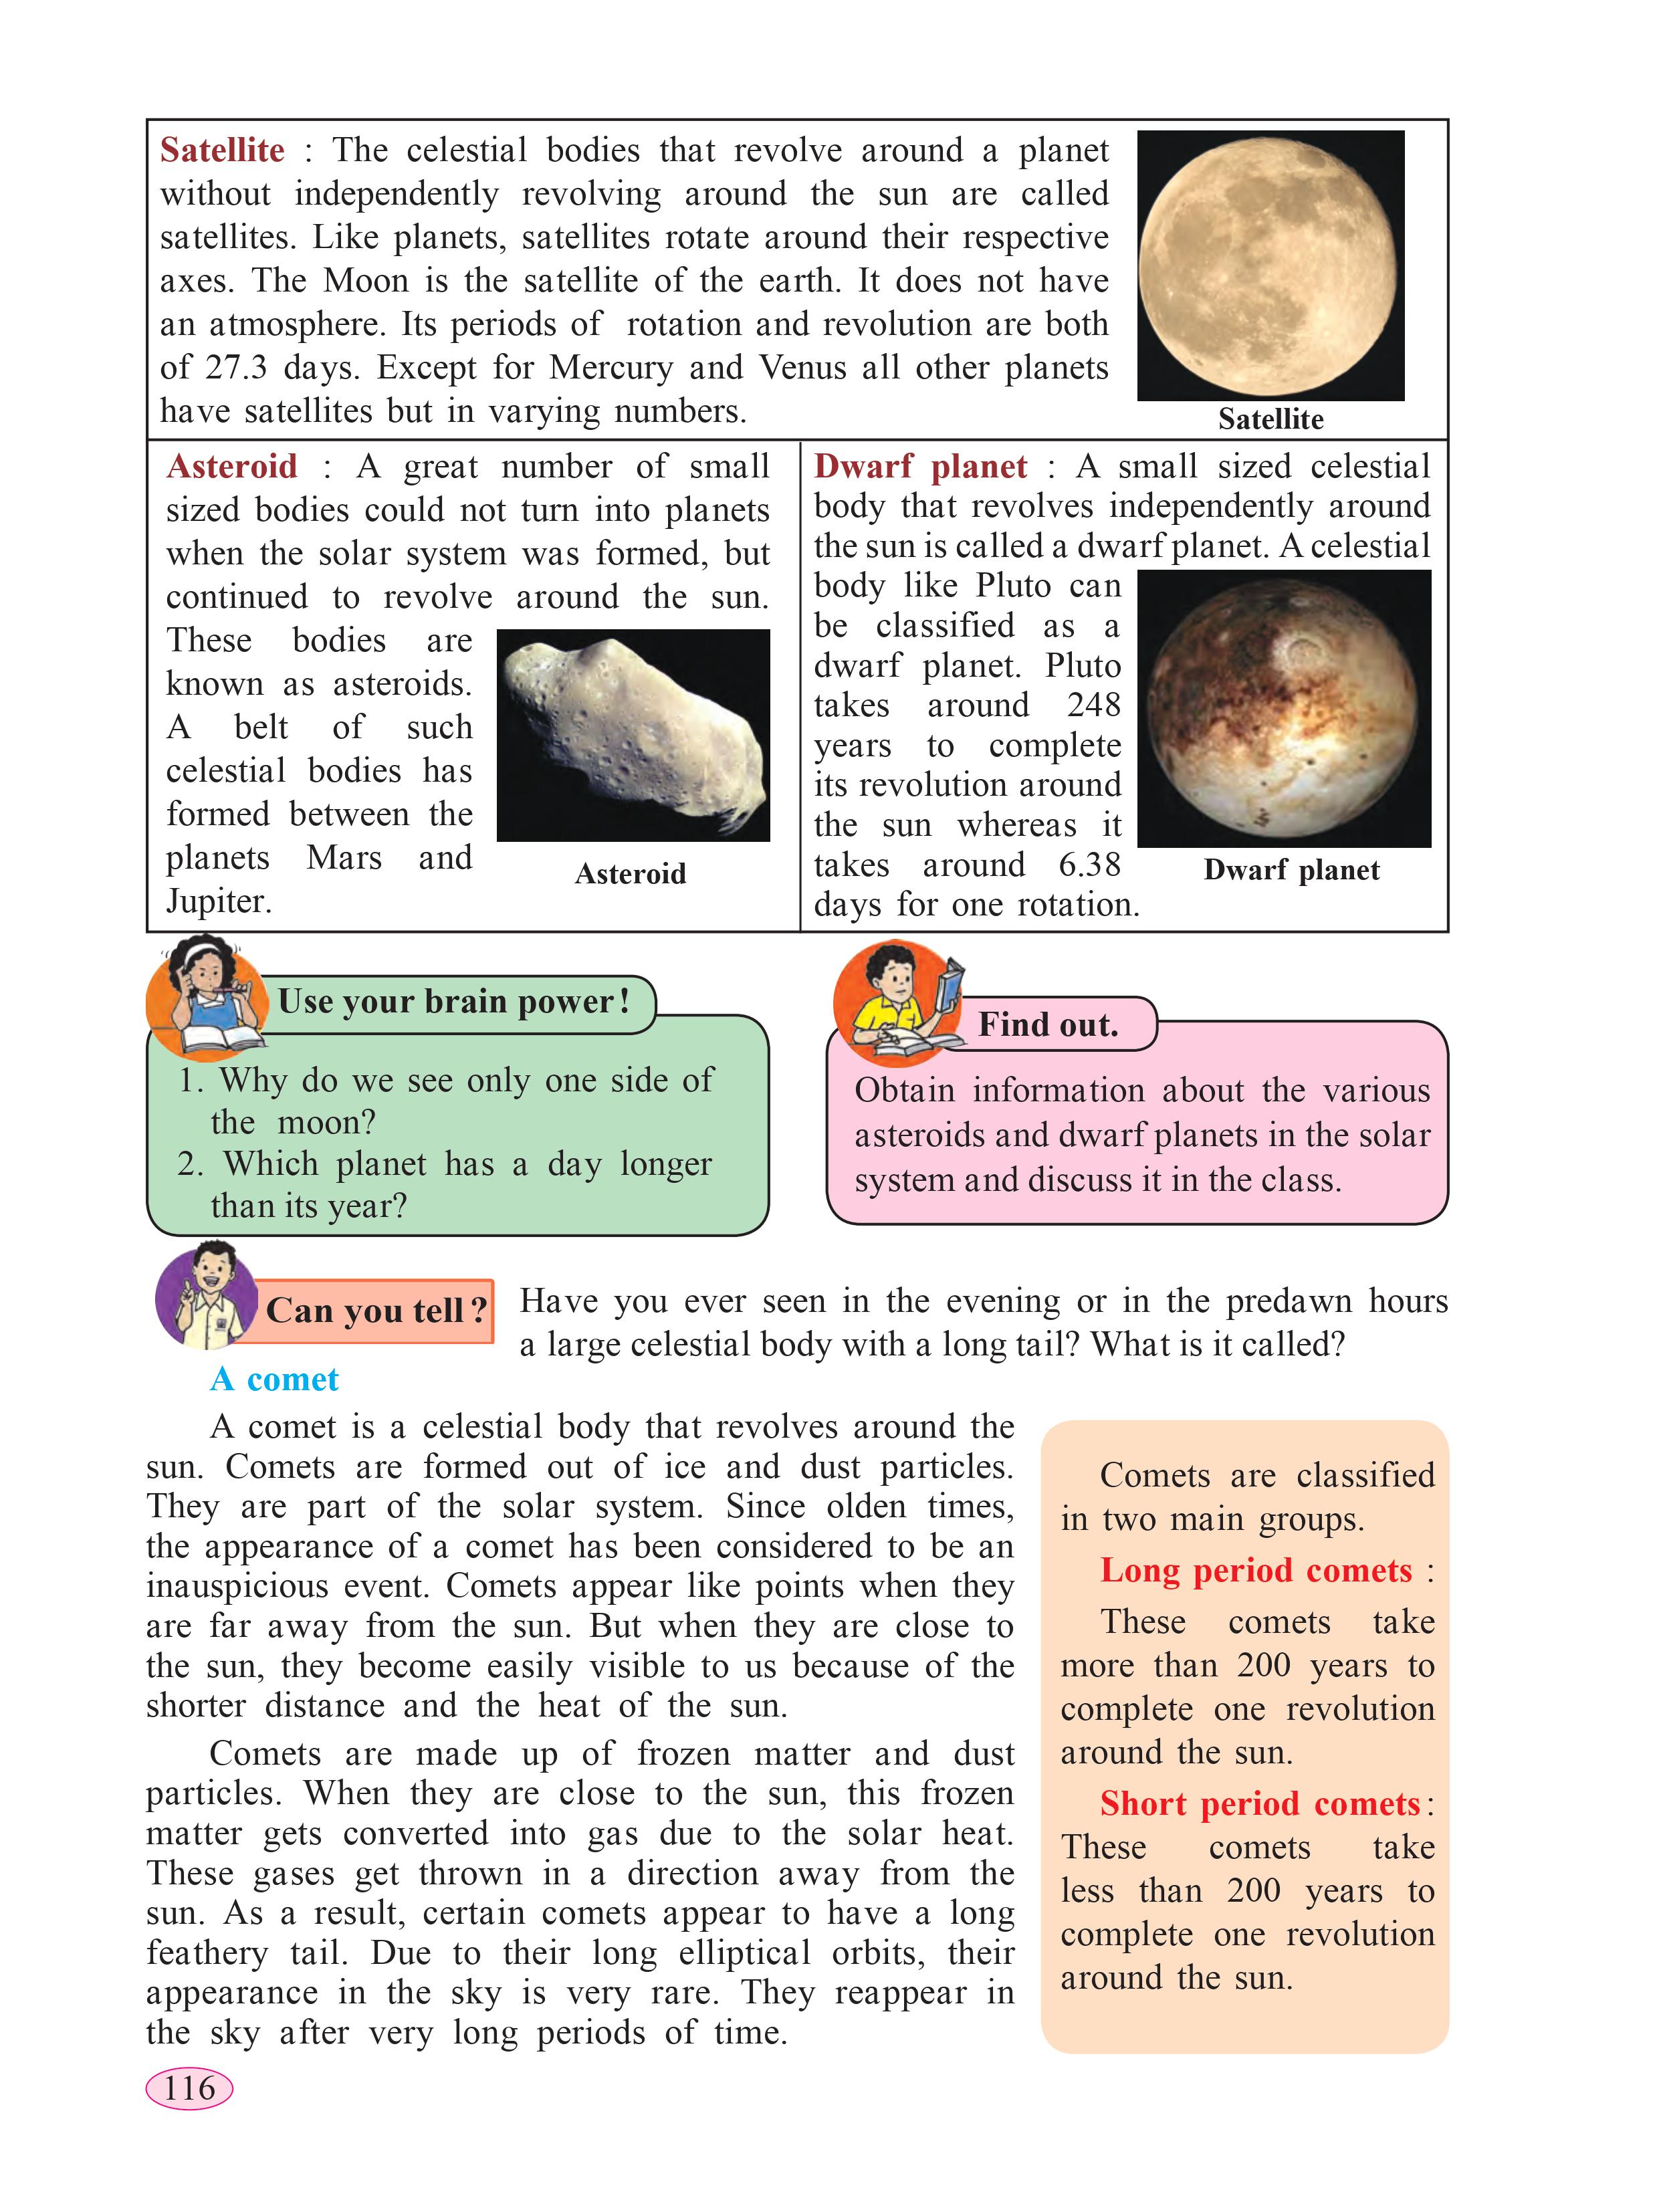 Satellite : The celestial bodies that revolve around a planet
without independently revolving around the sun are called
satellites. Like planets, satellites rotate around their respective
axes. The Moon is the satellite of the earth. It does not have
an atmosphere. Its periods of rotation and revolution are both
of 27.3 days. Except for Mercury and Venus all other planets
have satellites but in varying numbers.
Satellite
Asteroid : A great number of small
sized bodies could not turn into planets
when the solar system was formed, but
continued to revolve around the sun.
These bodies are
known as asteroids.
A belt of such
celestial bodies has
formed between the
planets Mars and
Jupiter.
Asteroid
Dwarf planet : A small sized celestial
body that revolves independently around
the sun is called a dwarf planet. A celestial
body like Pluto can
be classified as a
dwarf planet. Pluto
takes around 248
years to complete
its revolution around
the sun whereas it
takes around 6.38
days for one rotation.
Dwarf planet
Use your brain power!
1. Why do we see only one side of
the moon?
2. Which planet has a day longer
than its year?
Find out.
Obtain information about the various
asteroids and dwarf planets in the solar
system and discuss it in the class.
Can you tell?
Have you ever seen in the evening or in the predawn hours
a large celestial body with a long tail? What is it called?
A comet
A comet is a celestial body that revolves around the
sun. Comets are formed out of ice and dust particles.
They are part of the solar system. Since olden times,
the appearance of a comet has been considered to be an
inauspicious event. Comets appear like points when they
are far away from the sun. But when they are close to
the sun, they become easily visible to us because of the
shorter distance and the heat of the sun.
Comets are made up of frozen matter and dust
particles. When they are close to the sun, this frozen
matter gets converted into gas due to the solar heat.
These gases get thrown in a direction away from the
sun. As a result, certain comets appear to have a long
feathery tail. Due to their long elliptical orbits, their
appearance in the sky is very rare. They reappear in
the sky after very long periods of time.
Comets are classified
in two main groups.
Long period comets :
These comets take
more than 200 years to
complete one revolution
around the sun.
Short period comets :
These comets take
less than 200 years to
complete one revolution
around the sun.
116